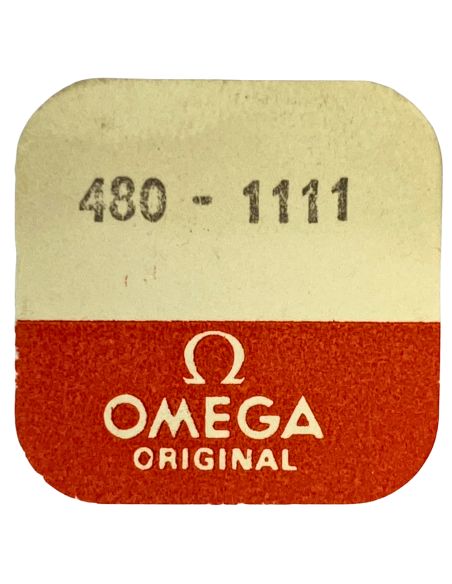 480 - 1111
Ω
OMEGA
ORIGINAL